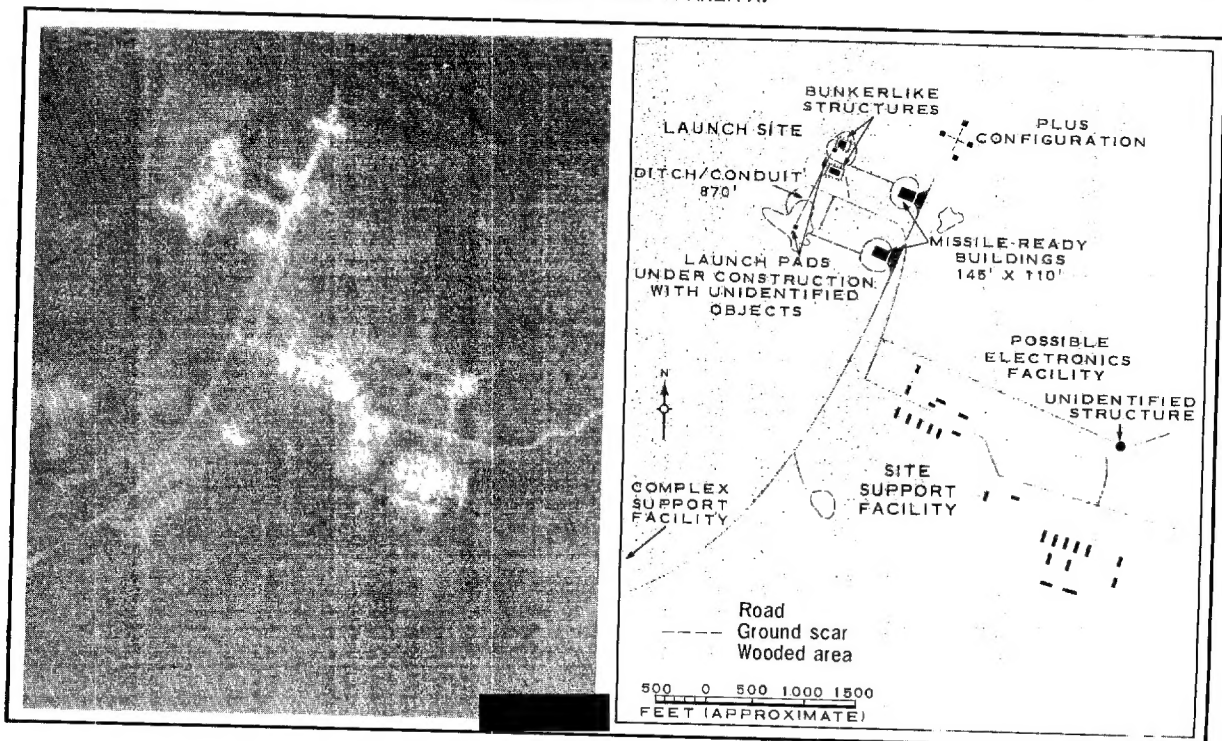 BUNKERLIKE
STRUCTURES
LAUNCH SITE
PLUS
CONFIGURATION
DITCH/CONDUIT
870'
MISSILE-READY
BUILDINGS
145' X 110'
LAUNCH PADS
UNDER CONSTRUCTION
WITH UNIDENTIFIED
OBJECTS
POSSIBLE
ELECTRONICS
FACILITY
UNIDENTIFIED
STRUCTURE
N
SITE
SUPPORT
FACILITY
COMPLEX
SUPPORT
FACILITY
Road
Ground scar
Wooded area
500 0 500 1000 1500
FEET (APPROXIMATE)